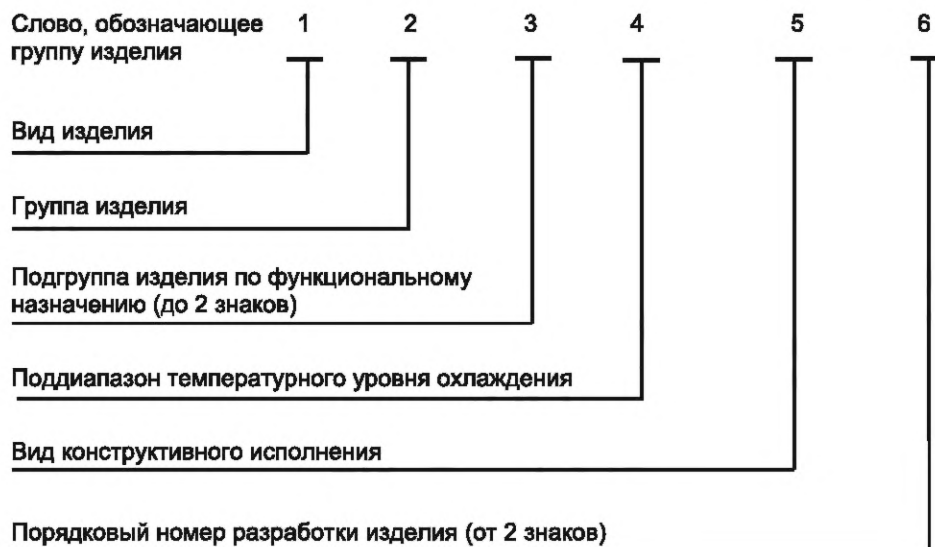 Слово, обозначающее 1 2 3 4 5 6
группу изделия
Вид изделия
Группа изделия
Подгруппа изделия по функциональному
назначению (до 2 знаков)
Поддиапазон температурного уровня охлаждения
Вид конструктивного исполнения
Порядковый номер разработки изделия (от 2 знаков)